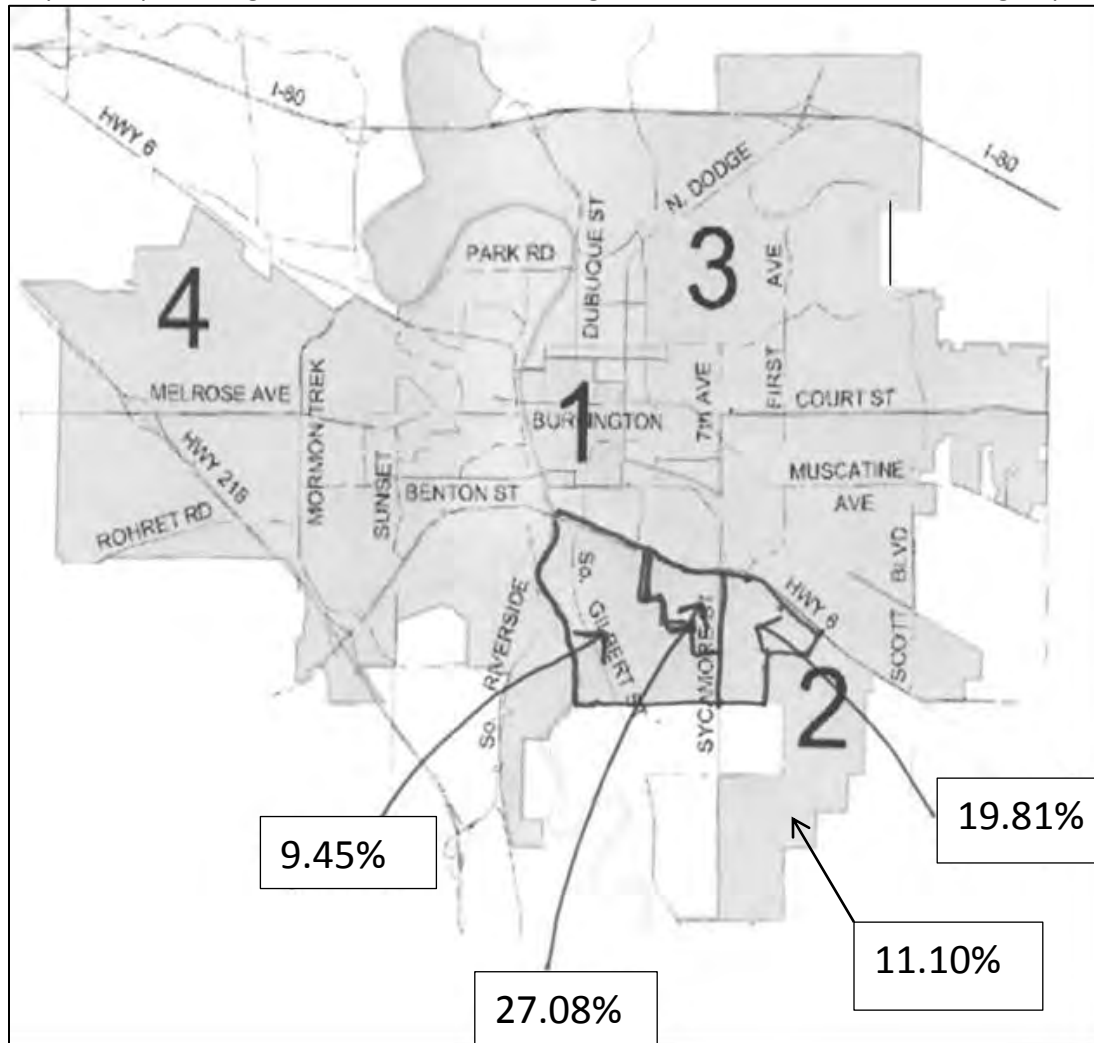 I-80
HWY 6
I-80
N. DODGE
DUBUQUE ST
PARK RD
3
AVE
FIRST
4
MELROSE AVE
MORMON TREK
SUNSET
1
BURLINGTON
7th AVE
COURT ST
HWY 218
BENTON ST
MUSCATINE
AVE
ROHRET RD
SCOTT BLVD
HWY 6
So.
GILBERT
So. RIVERSIDE
SYCAMORE ST
2
19.81%
9.45%
11.10%
27.08%